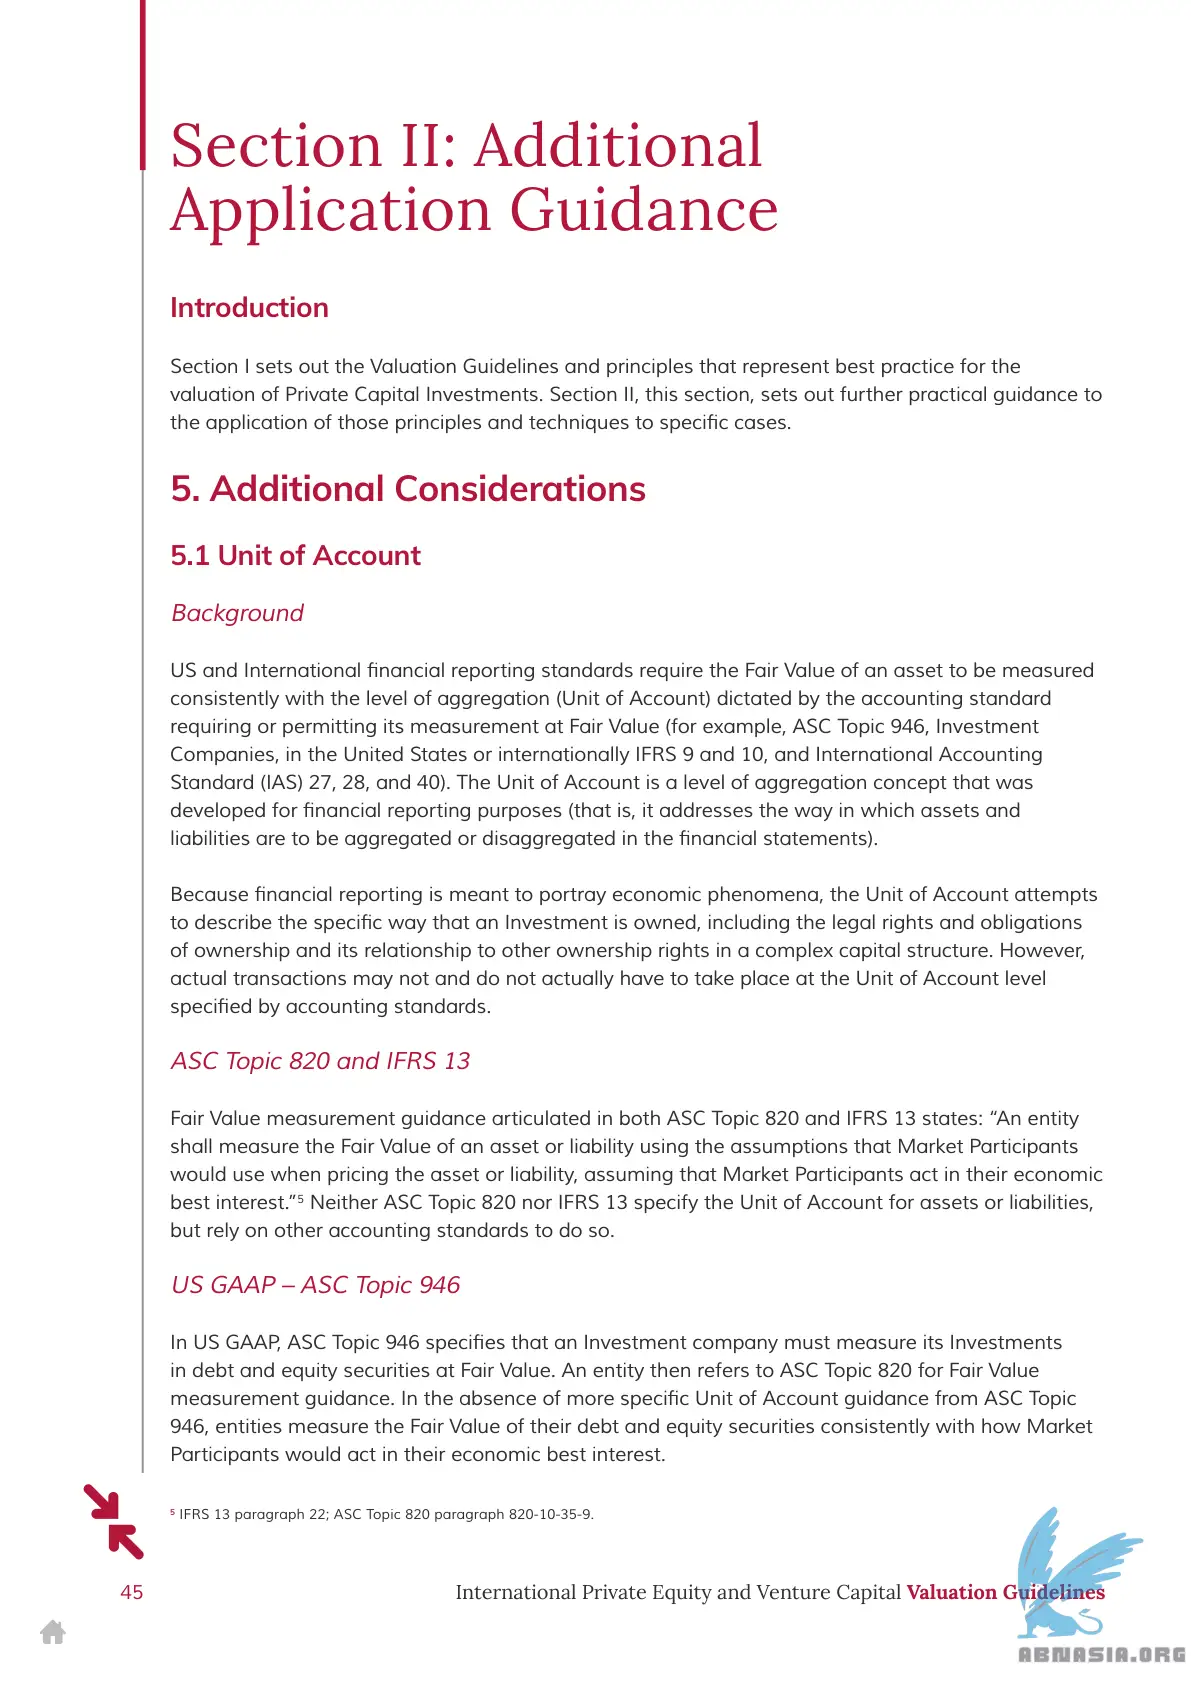 Section II: Additional
Application Guidance
Introduction
Section I sets out the Valuation Guidelines and principles that represent best practice for the
valuation of Private Capital Investments. Section II, this section, sets out further practical guidance to
the application of those principles and techniques to specific cases.
5. Additional Considerations
5.1 Unit of Account
Background
US and International financial reporting standards require the Fair Value of an asset to be measured
consistently with the level of aggregation (Unit of Account) dictated by the accounting standard
requiring or permitting its measurement at Fair Value (for example, ASC Topic 946, Investment
Companies, in the United States or internationally IFRS 9 and 10, and International Accounting
Standard (IAS) 27, 28, and 40). The Unit of Account is a level of aggregation concept that was
developed for financial reporting purposes (that is, it addresses the way in which assets and
liabilities are to be aggregated or disaggregated in the financial statements).
Because financial reporting is meant to portray economic phenomena, the Unit of Account attempts
to describe the specific way that an Investment is owned, including the legal rights and obligations
of ownership and its relationship to other ownership rights in a complex capital structure. However,
actual transactions may not and do not actually have to take place at the Unit of Account level
specified by accounting standards.
ASC Topic 820 and IFRS 13
Fair Value measurement guidance articulated in both ASC Topic 820 and IFRS 13 states: “An entity
shall measure the Fair Value of an asset or liability using the assumptions that Market Participants
would use when pricing the asset or liability, assuming that Market Participants act in their economic
best interest.”⁵ Neither ASC Topic 820 nor IFRS 13 specify the Unit of Account for assets or liabilities,
but rely on other accounting standards to do so.
US GAAP – ASC Topic 946
In US GAAP, ASC Topic 946 specifies that an Investment company must measure its Investments
in debt and equity securities at Fair Value. An entity then refers to ASC Topic 820 for Fair Value
measurement guidance. In the absence of more specific Unit of Account guidance from ASC Topic
946, entities measure the Fair Value of their debt and equity securities consistently with how Market
Participants would act in their economic best interest.
⁵ IFRS 13 paragraph 22; ASC Topic 820 paragraph 820-10-35-9.
45
International Private Equity and Venture Capital Valuation Guidelines
ABNASIA.ORG